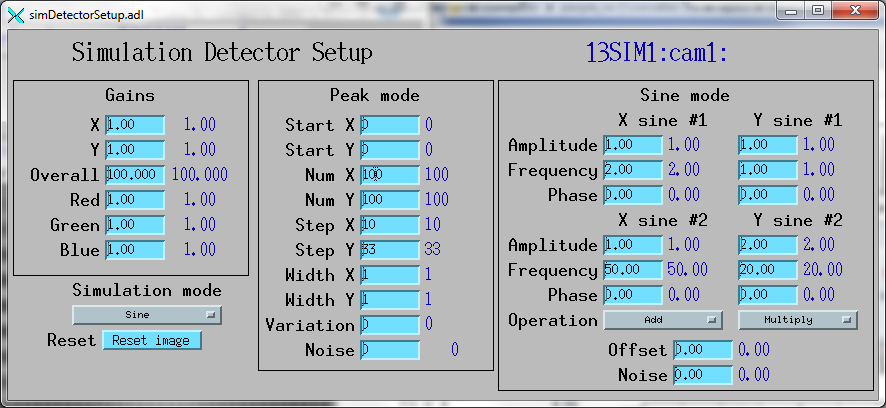 simDetectorSetup.adl
Simulation Detector Setup
13SIM1:cam1:
Gains
X 1.00 1.00
Y 1.00 1.00
Overall 100.000 100.000
Red 1.00 1.00
Green 1.00 1.00
Blue 1.00 1.00
Simulation mode
Sine
Reset Reset image
Peak mode
Start X 0 0
Start Y 0 0
Num X 100 100
Num Y 100 100
Step X 10 10
Step Y 33 33
Width X 1 1
Width Y 1 1
Variation 0 0
Noise 0 0
Sine mode
X sine #1 Y sine #1
Amplitude 1.00 1.00 1.00 1.00
Frequency 2.00 2.00 1.00 1.00
Phase 0.00 0.00 0.00 0.00
X sine #2 Y sine #2
Amplitude 1.00 1.00 2.00 2.00
Frequency 50.00 50.00 20.00 20.00
Phase 0.00 0.00 0.00 0.00
Operation Add Multiply
Offset 0.00 0.00
Noise 0.00 0.00